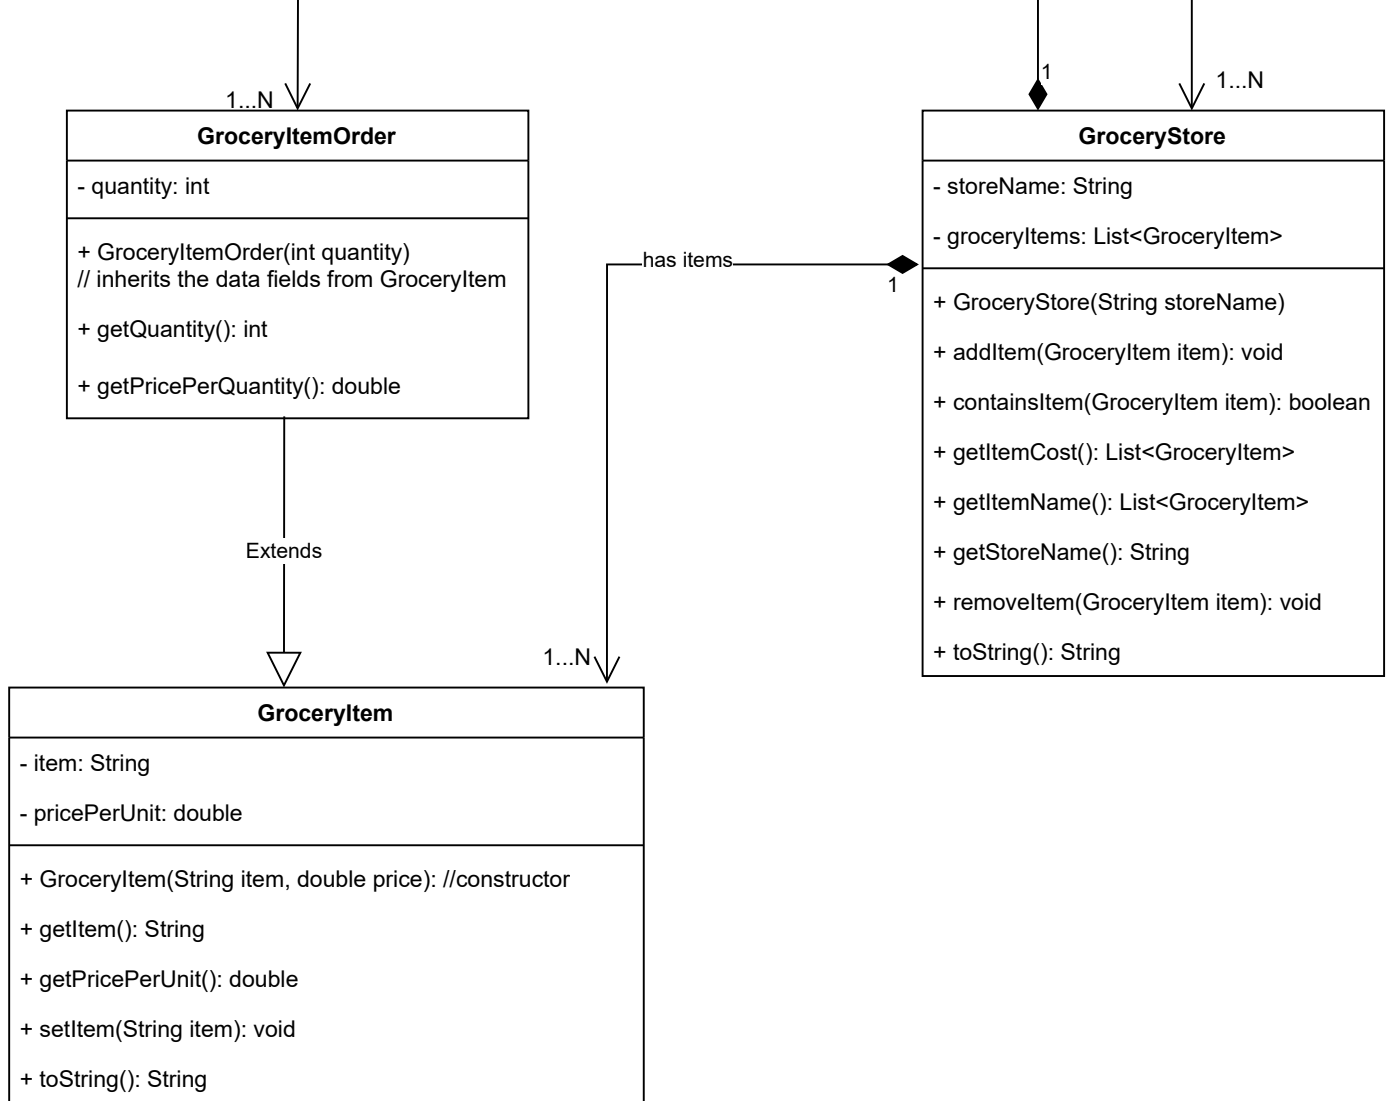 1...N
GroceryItemOrder
- quantity: int
+ GroceryItemOrder(int quantity)
// inherits the data fields from GroceryItem
+ getQuantity(): int
+ getPricePerQuantity(): double
Extends
1
1...N
GroceryStore
- storeName: String
- groceryItems: List<GroceryItem>
+ GroceryStore(String storeName)
+ addItem(GroceryItem item): void
+ containsItem(GroceryItem item): boolean
+ getItemCost(): List<GroceryItem>
+ getItemName(): List<GroceryItem>
+ getStoreName(): String
+ removeItem(GroceryItem item): void
+ toString(): String
has items
1
1...N
GroceryItem
- item: String
- pricePerUnit: double
+ GroceryItem(String item, double price): //constructor
+ getItem(): String
+ getPricePerUnit(): double
+ setItem(String item): void
+ toString(): String